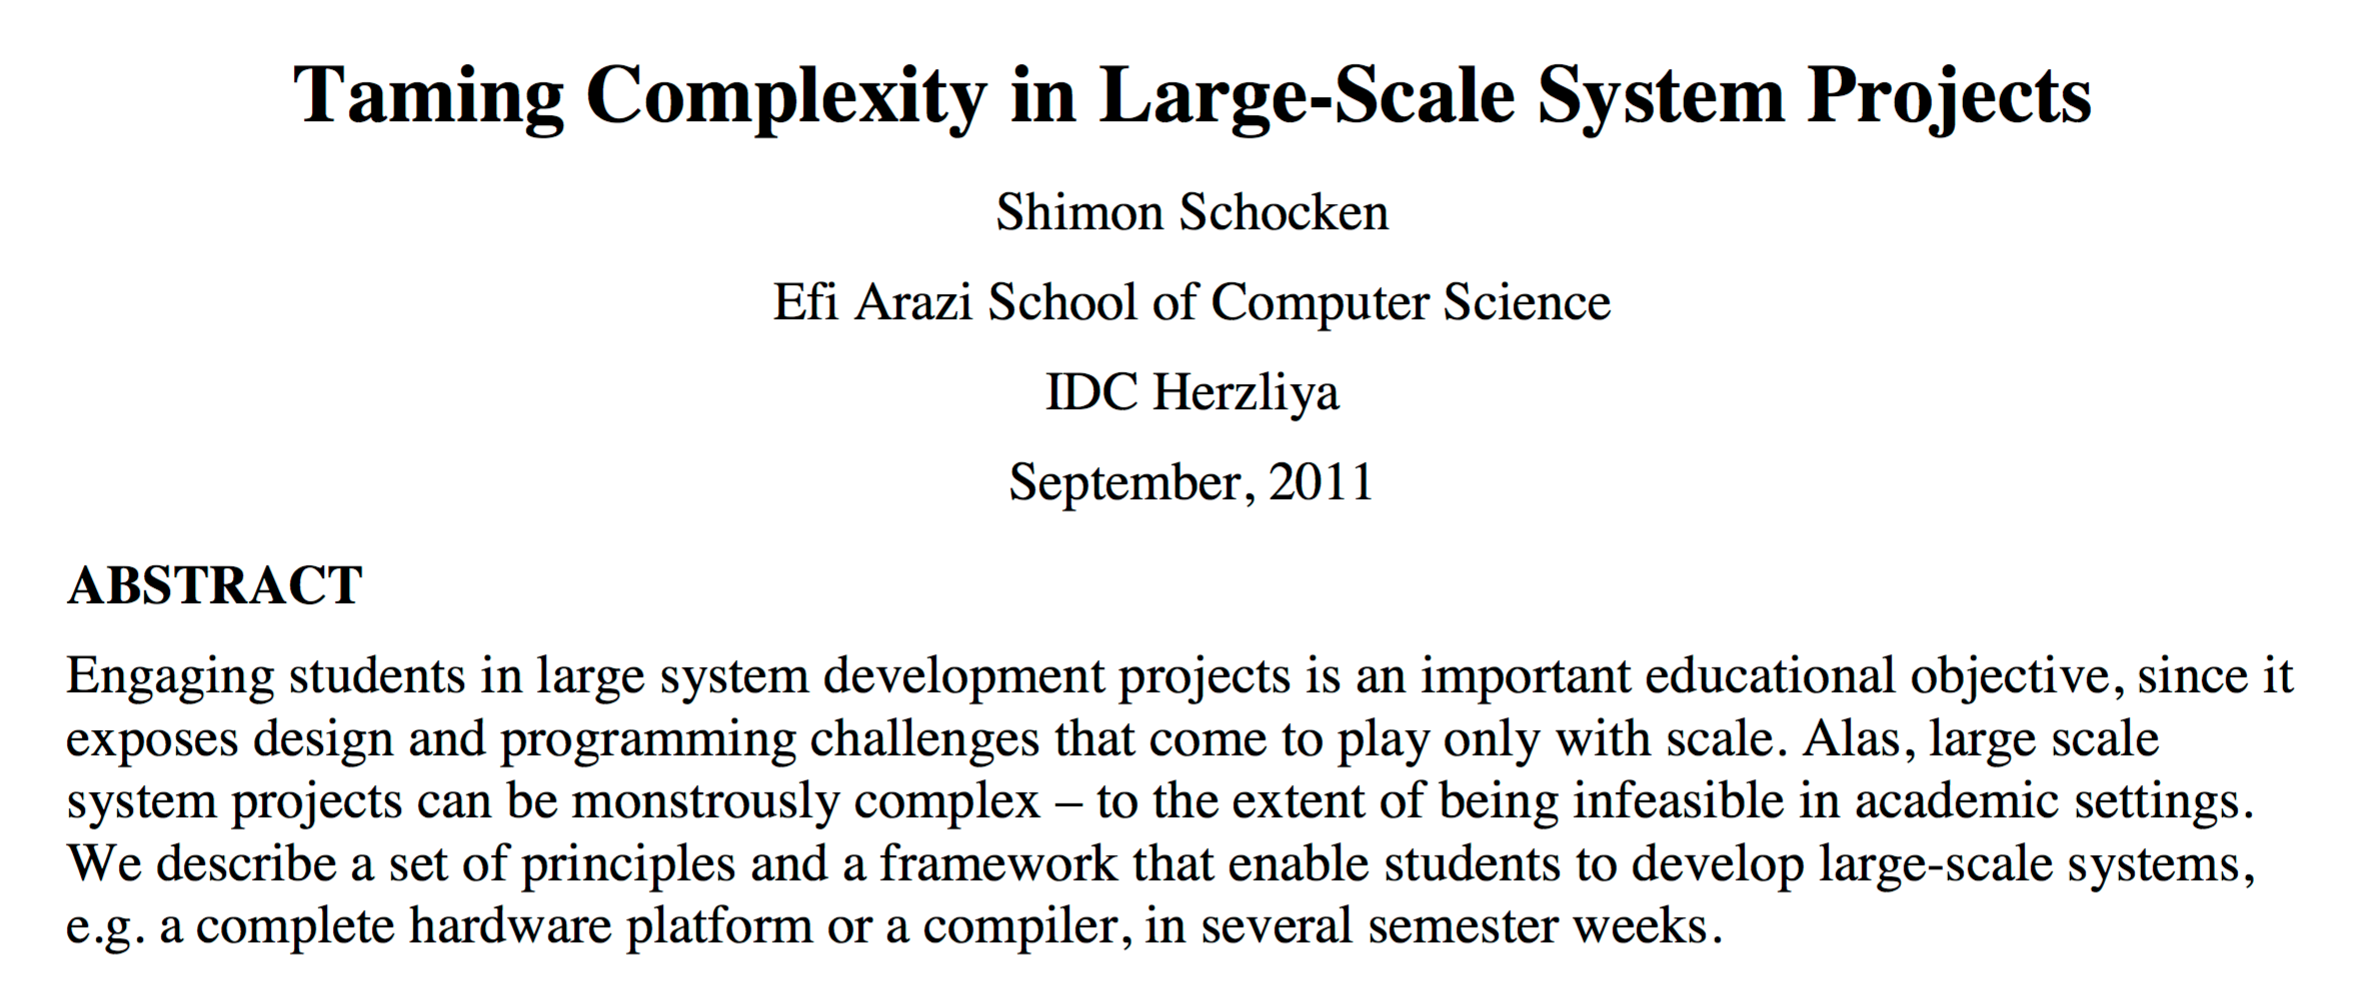 Taming Complexity in Large-Scale System Projects
Shimon Schocken
Efi Arazi School of Computer Science
IDC Herzliya
September, 2011
ABSTRACT
Engaging students in large system development projects is an important educational objective, since it
exposes design and programming challenges that come to play only with scale. Alas, large scale
system projects can be monstrously complex – to the extent of being infeasible in academic settings.
We describe a set of principles and a framework that enable students to develop large-scale systems,
e.g. a complete hardware platform or a compiler, in several semester weeks.